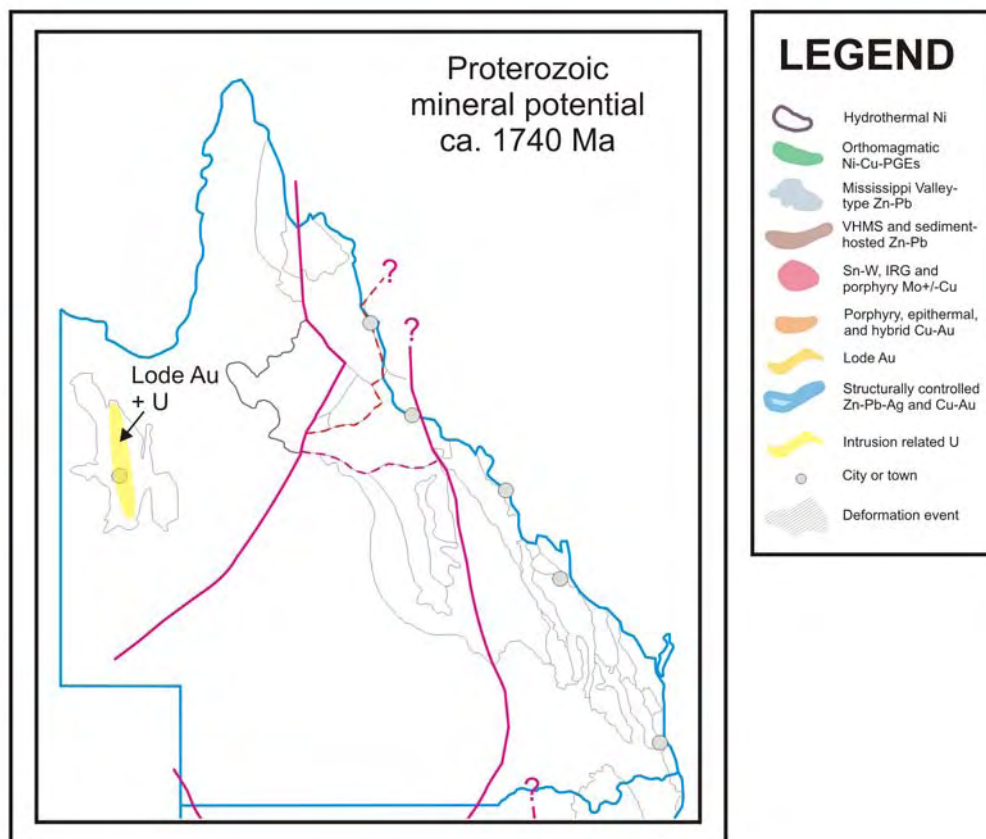 Proterozoic
mineral potential
ca. 1740 Ma
?
?
Lode Au
+ U
?
LEGEND
Hydrothermal Ni
Orthomagmatic
Ni-Cu-PGEs
Mississippi Valley-
type Zn-Pb
VHMS and sediment-
hosted Zn-Pb
Sn-W, IRG and
porphyry Mo+/-Cu
Porphyry, epithermal,
and hybrid Cu-Au
Lode Au
Structurally controlled
Zn-Pb-Ag and Cu-Au
Intrusion related U
City or town
Deformation event